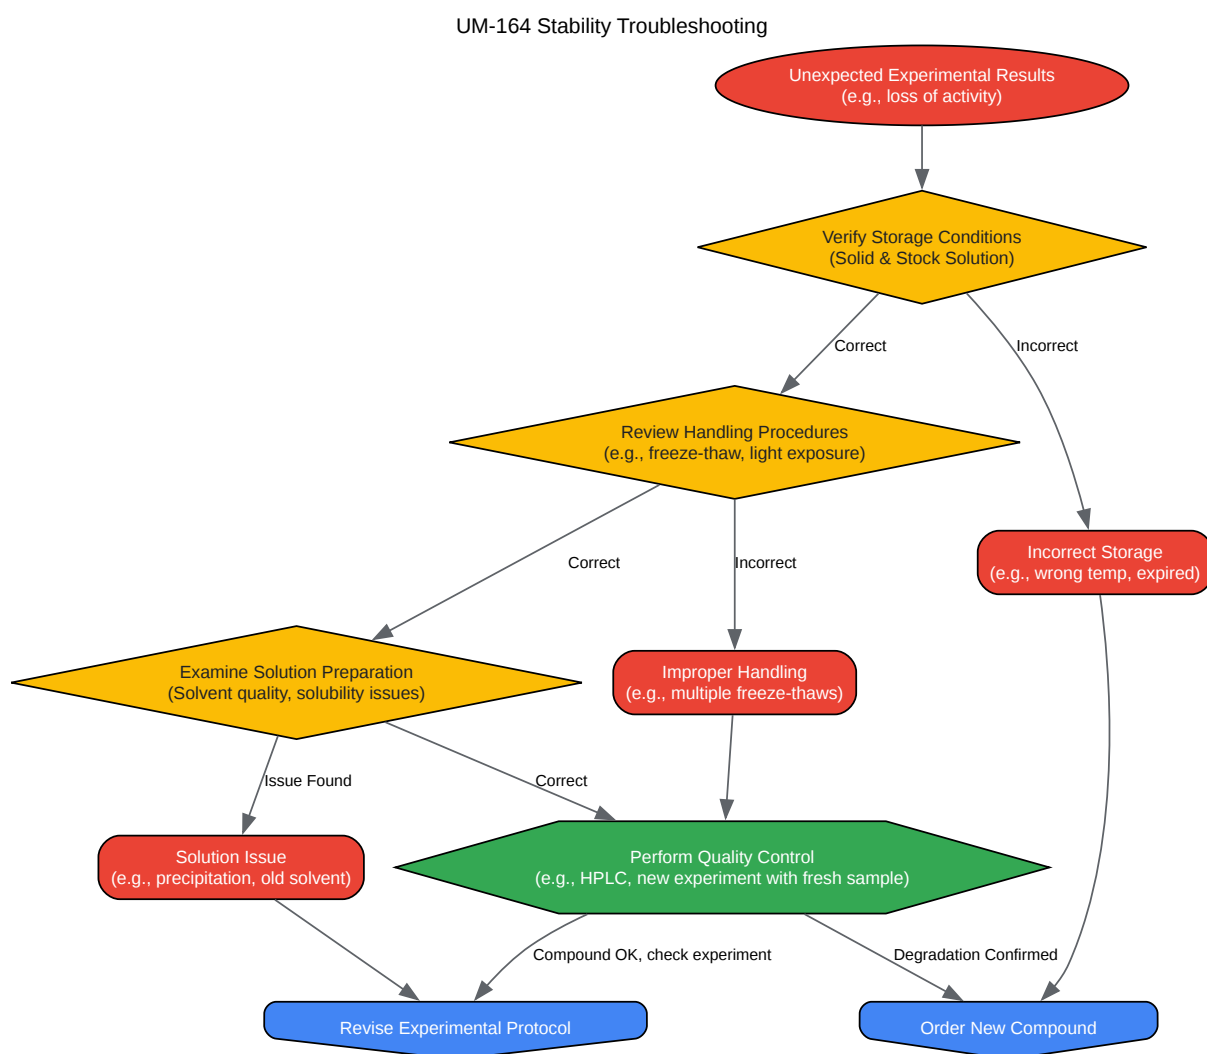 UM-164 Stability Troubleshooting
Unexpected Experimental Results
(e.g., loss of activity)
Verify Storage Conditions
(Solid & Stock Solution)
Correct
Incorrect
Review Handling Procedures
(e.g., freeze-thaw, light exposure)
Correct
Incorrect
Incorrect Storage
(e.g., wrong temp, expired)
Examine Solution Preparation
(Solvent quality, solubility issues)
Improper Handling
(e.g., multiple freeze-thaws)
Issue Found
Correct
Solution Issue
(e.g., precipitation, old solvent)
Perform Quality Control
(e.g., HPLC, new experiment with fresh sample)
Compound OK, check experiment
Degradation Confirmed
Revise Experimental Protocol
Order New Compound